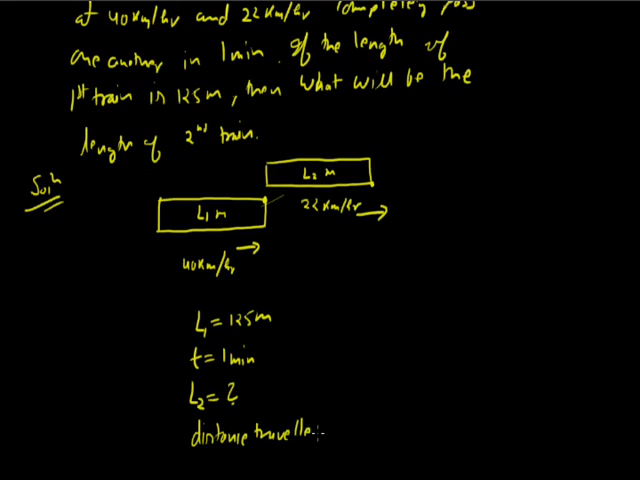 at 40Km/hr and 22Km/hr completely pass
one another in 1min. If the length of
1st train is 125m, then what will be the
length of 2nd train.
Soln
L2 m
L1 m
22Km/hr
40Km/hr
L1 = 125m
t = 1min
L2 = ?
distance travelle